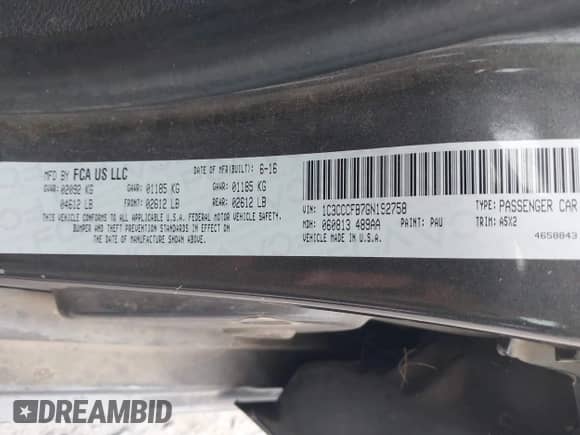 MFD BY FCA US LLC DATE OF MFR(BUILT): 6-16
GVWR: 02092 KG GAWR: 01185 KG GAWR: 01185 KG
04612 LB FRONT: 02612 LB REAR: 02612 LB
THIS VEHICLE CONFORMS TO ALL APPLICABLE U.S.A. FEDERAL MOTOR VEHICLE SAFETY,
BUMPER AND THEFT PREVENTION STANDARDS IN EFFECT ON
THE DATE OF MANUFACTURE SHOWN ABOVE.
VIN: 1C3CCCFB7GN192758 TYPE: PASSENGER CAR
MDH: 060813 489AA PAINT: PAU TRIM: A5X2
VEHICLE MADE IN U.S.A. 4650843
DREAMBID